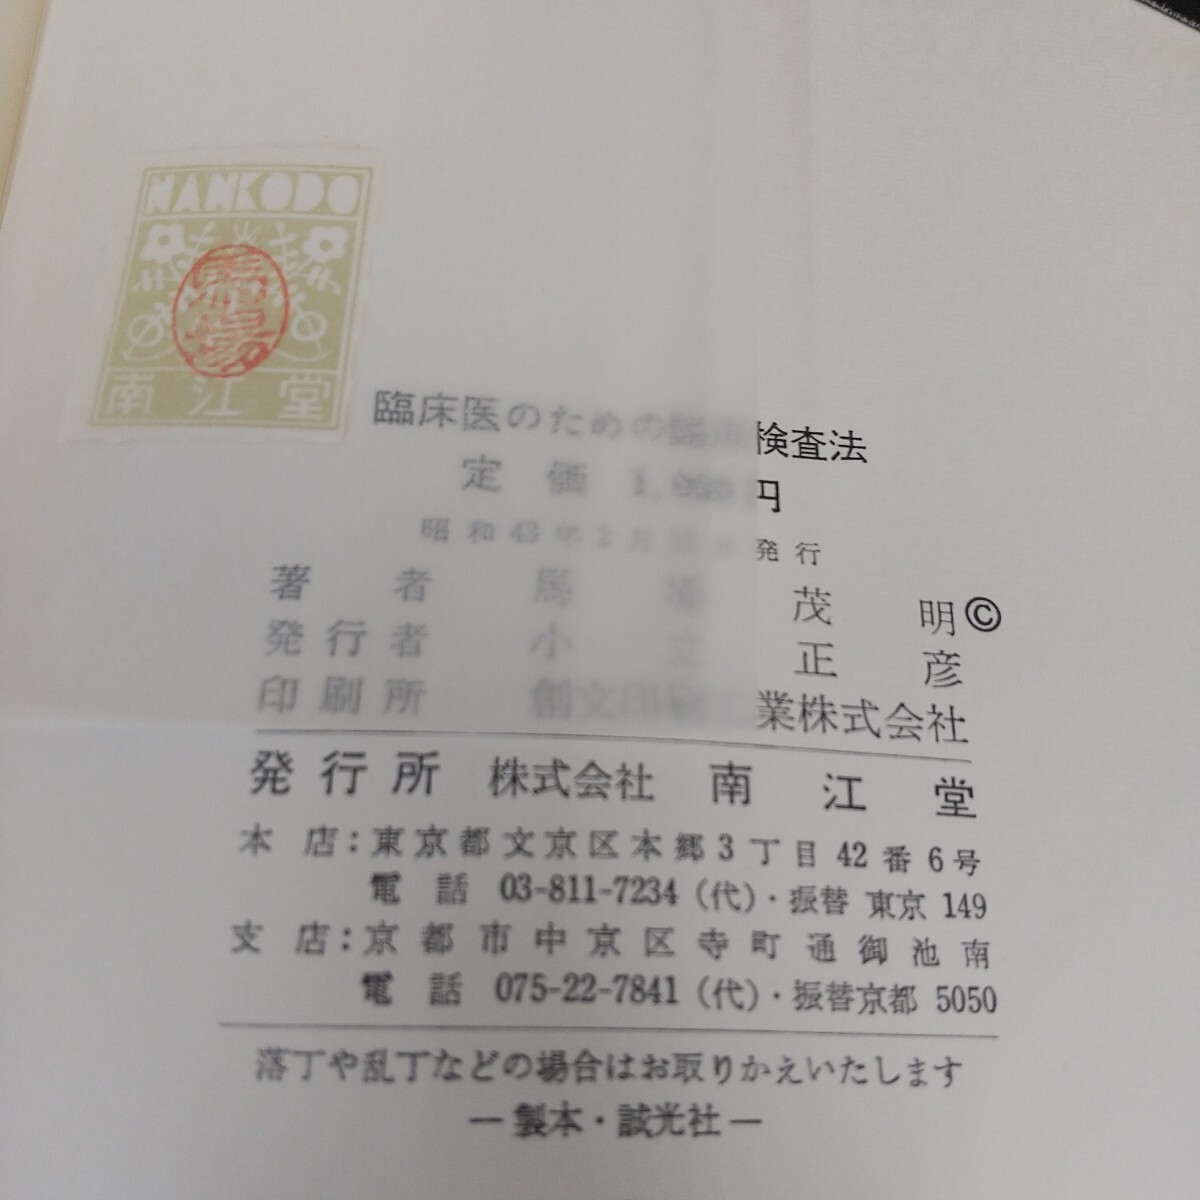 NANKODO
南江堂
臨床医のための臨床検査法
定価 円
昭和43年 発行
著者 馬場 茂明©
発行者 小立 正彦
印刷所 創文印刷工業株式会社
発行所 株式会社 南江堂
本店：東京都文京区本郷3丁目42番6号
電話 03-811-7234（代）・振替 東京 149
支店：京都市中京区寺町通御池南
電話 075-22-7841（代）・振替京都 5050
落丁や乱丁などの場合はお取りかえいたします
―製本・誠光社―